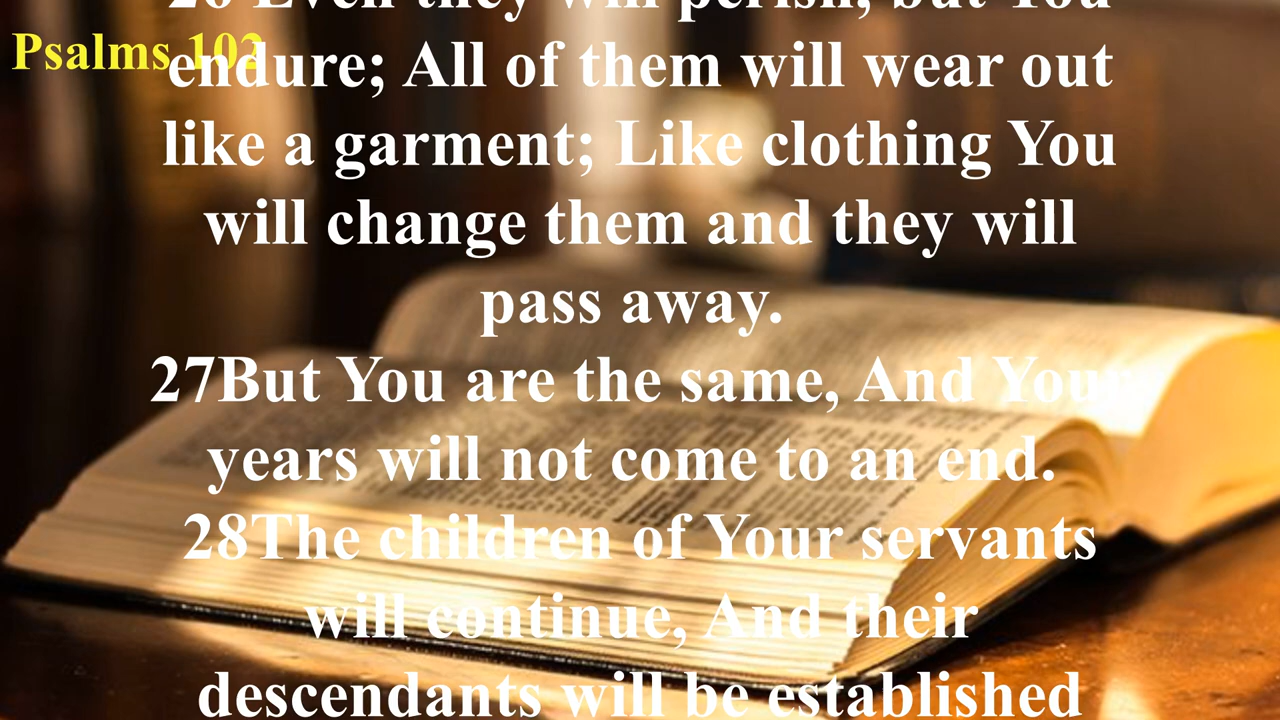 26 Even they will perish, but You
Psalms 102
endure; All of them will wear out
like a garment; Like clothing You
will change them and they will
pass away.
27But You are the same, And Your
years will not come to an end.
28The children of Your servants
will continue, And their
descendants will be established